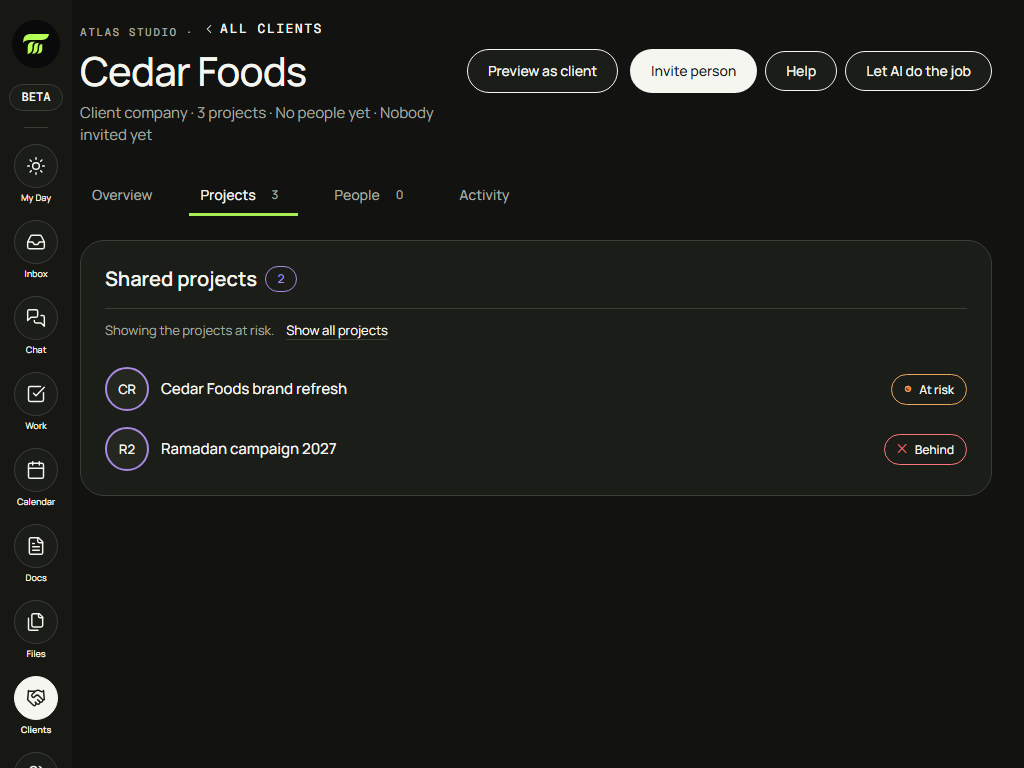 ATLAS STUDIO ·
ALL CLIENTS
Cedar Foods
Client company · 3 projects · No people yet · Nobody
invited yet
Preview as client
Invite person
Help
Let AI do the job
BETA
My Day
Inbox
Chat
Work
Calendar
Docs
Files
Clients
Overview
Projects 3
People 0
Activity
Shared projects 2
Showing the projects at risk. Show all projects
CR Cedar Foods brand refresh At risk
R2 Ramadan campaign 2027 Behind